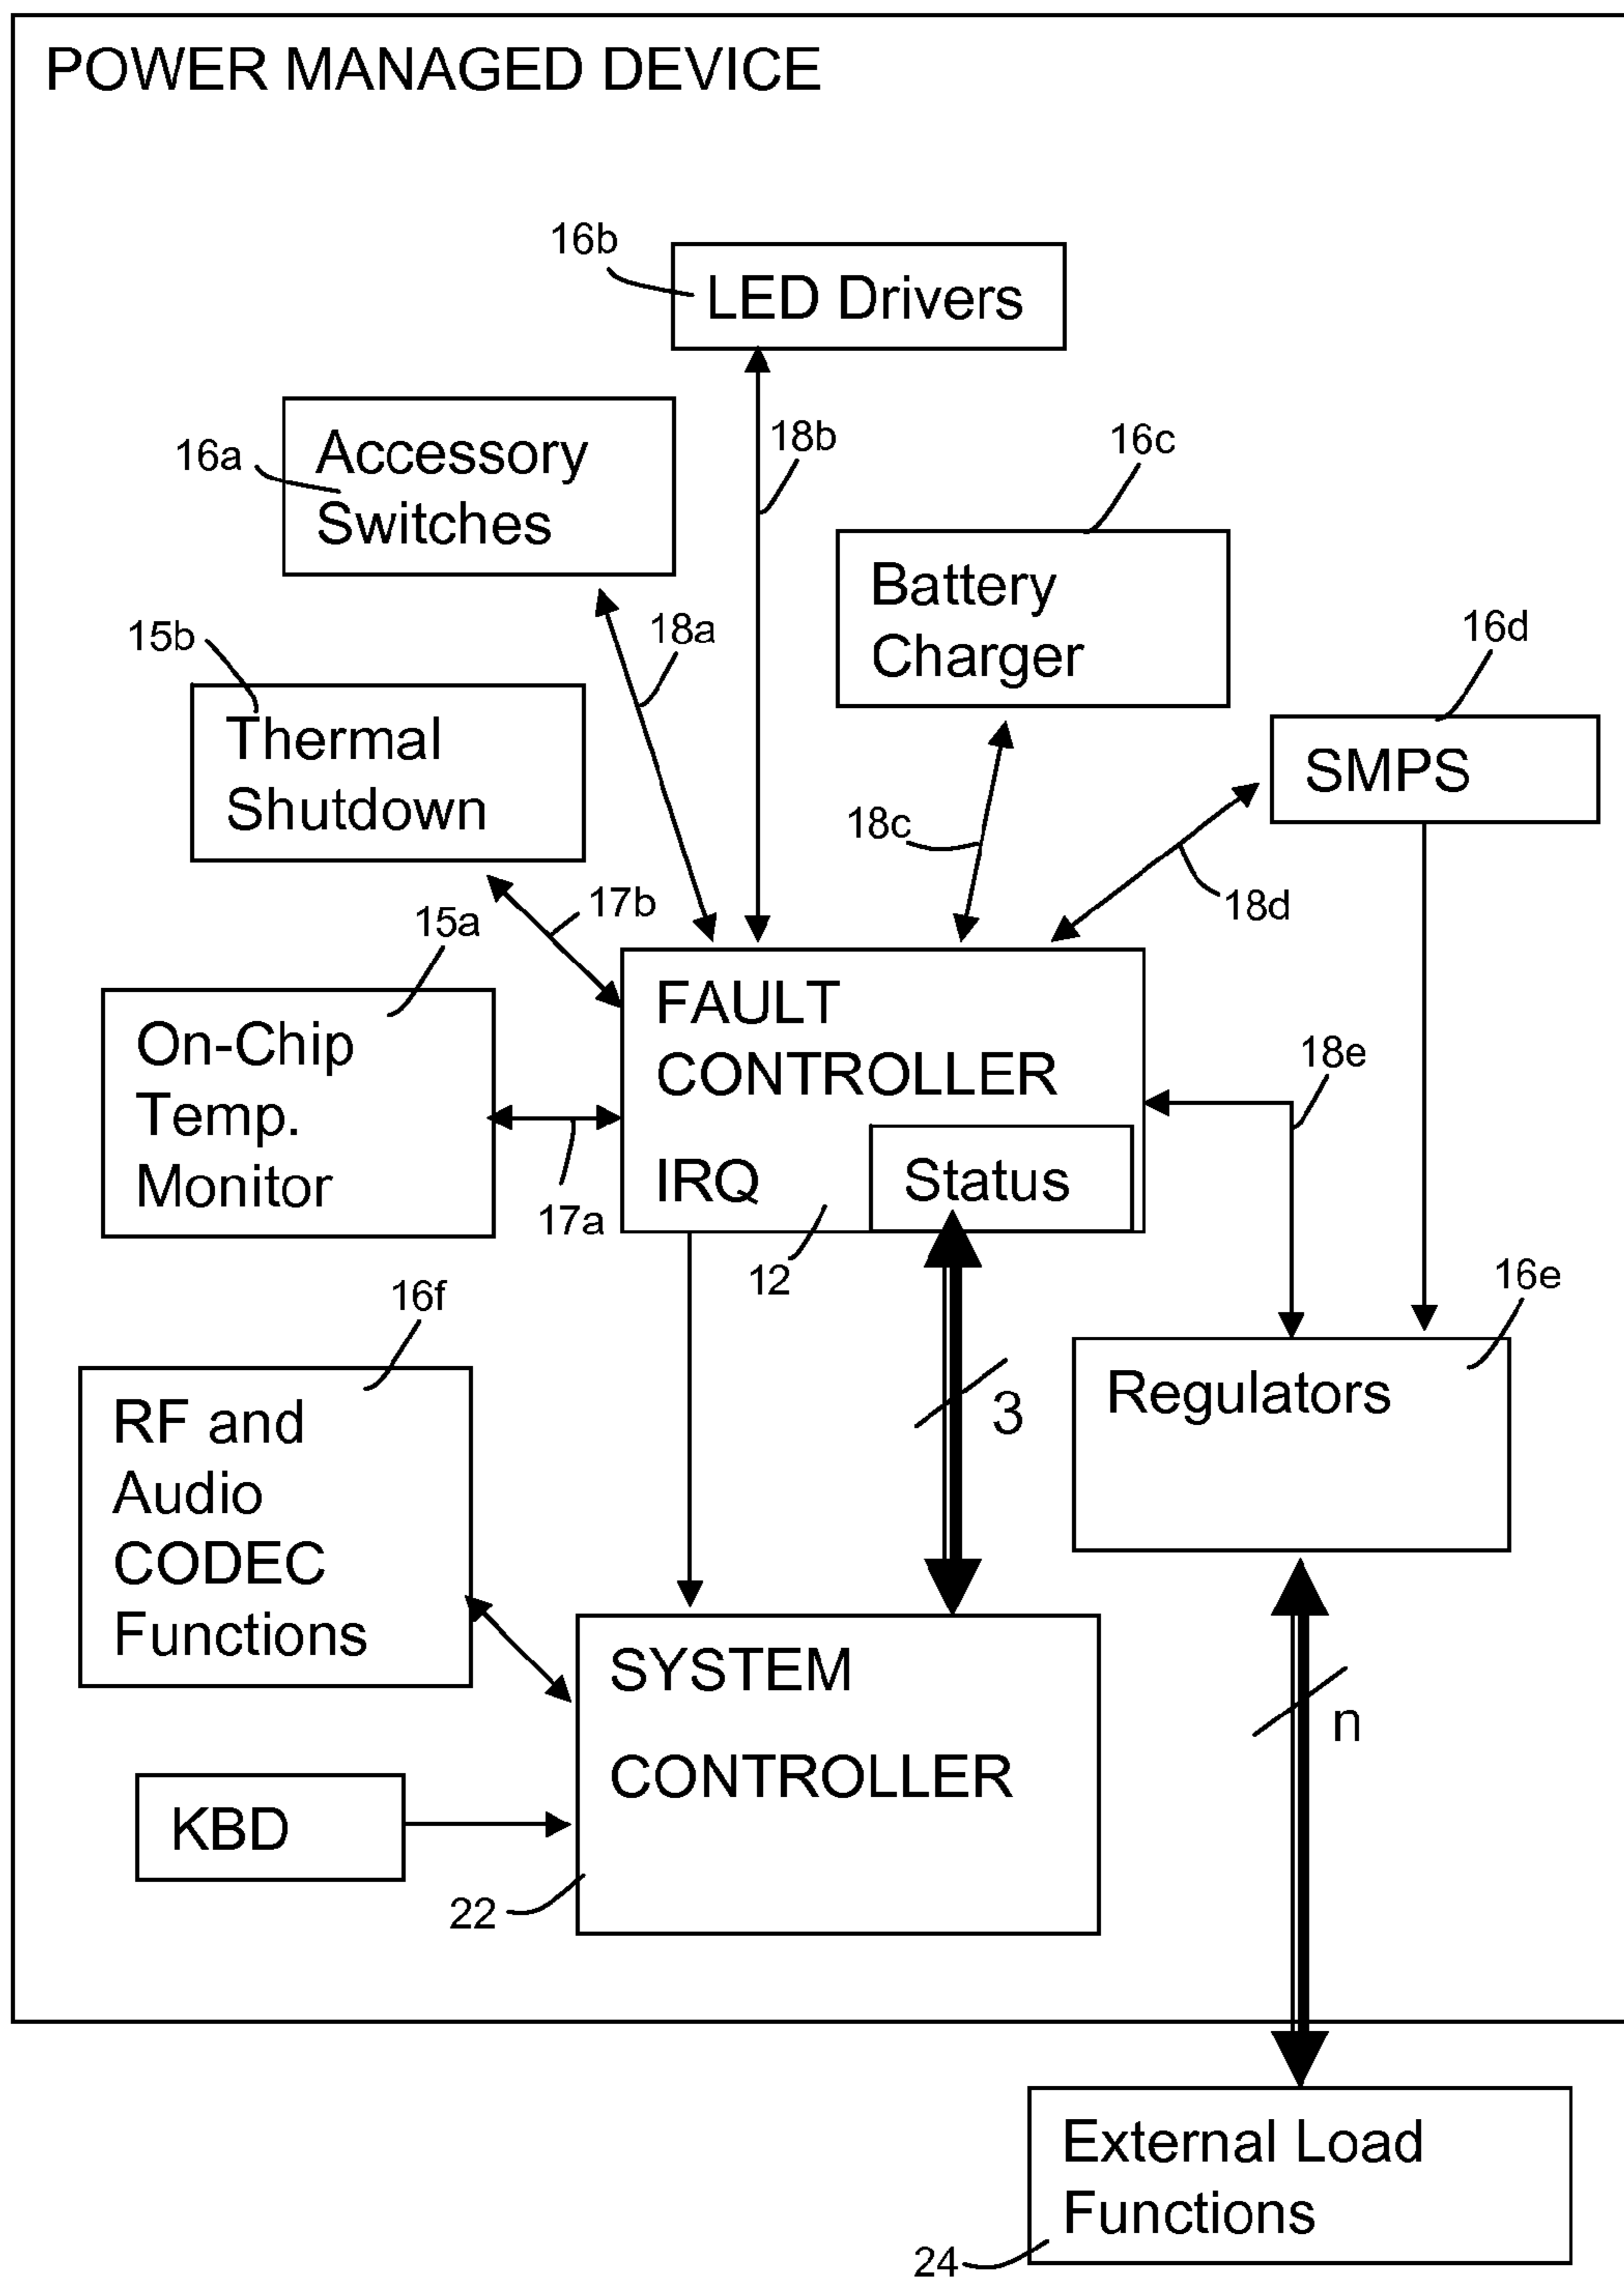 POWER MANAGED DEVICE
16b
LED Drivers
16a
Accessory
Switches
18b
16c
Battery
Charger
15b
18a
16d
Thermal
Shutdown
SMPS
18c
18d
17b
15a
On-Chip
Temp.
Monitor
17a
FAULT
CONTROLLER
IRQ
Status
12
18e
16e
16f
RF and
Audio
CODEC
Functions
3
Regulators
SYSTEM
CONTROLLER
n
KBD
22
External Load
Functions
24